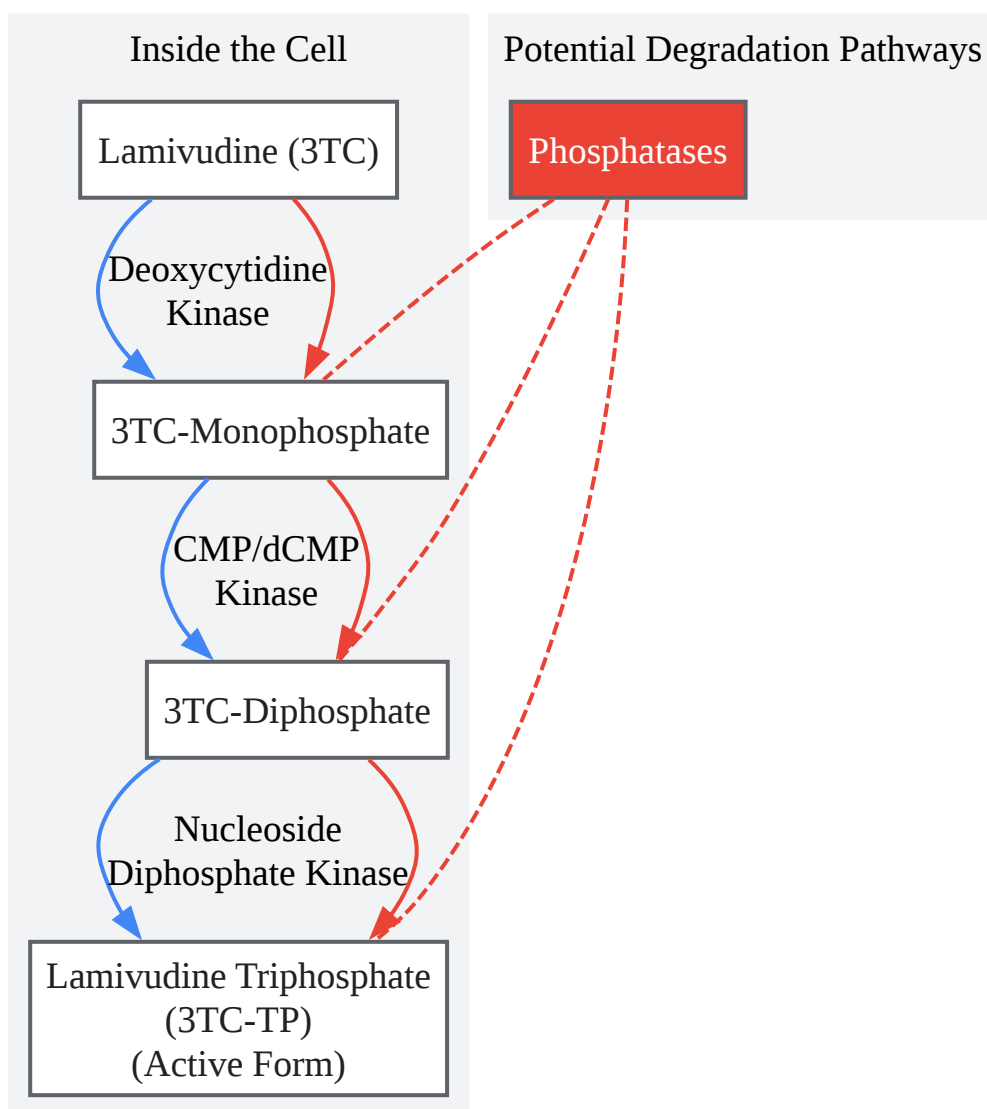 Inside the Cell
Potential Degradation Pathways
Lamivudine (3TC)
Phosphatases
Deoxycytidine
Kinase
3TC-Monophosphate
CMP/dCMP
Kinase
3TC-Diphosphate
Nucleoside
Diphosphate Kinase
Lamivudine Triphosphate
(3TC-TP)
(Active Form)